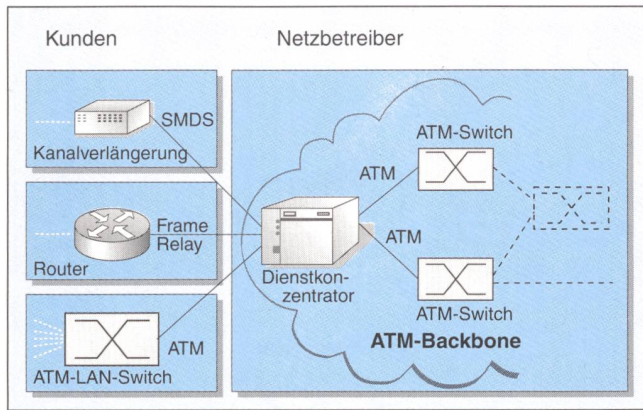 Kunden
Netzbetreiber
SMDS
Kanalverlängerung
Frame
Relay
Router
ATM
ATM-LAN-Switch
Dienstkon-
zentrator
ATM
ATM
ATM-Switch
ATM-Switch
ATM-Backbone